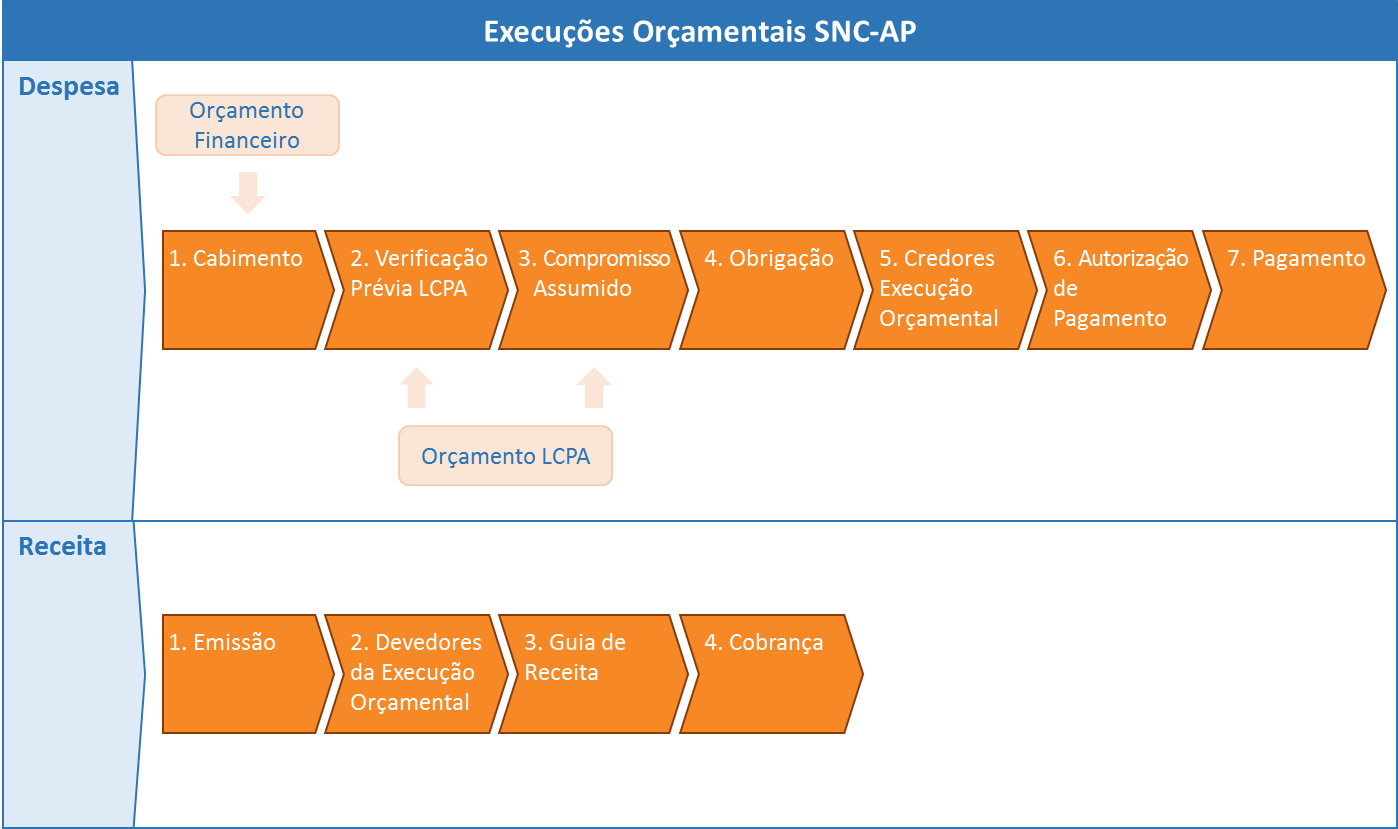 Execuções Orçamentais SNC-AP
Despesa
Orçamento
Financeiro
1. Cabimento
2. Verificação
Prévia LCPA
3. Compromisso
Assumido
4. Obrigação
5. Credores
Execução
Orçamental
6. Autorização
de
Pagamento
7. Pagamento
Orçamento LCPA
Receita
1. Emissão
2. Devedores
da Execução
Orçamental
3. Guia de
Receita
4. Cobrança